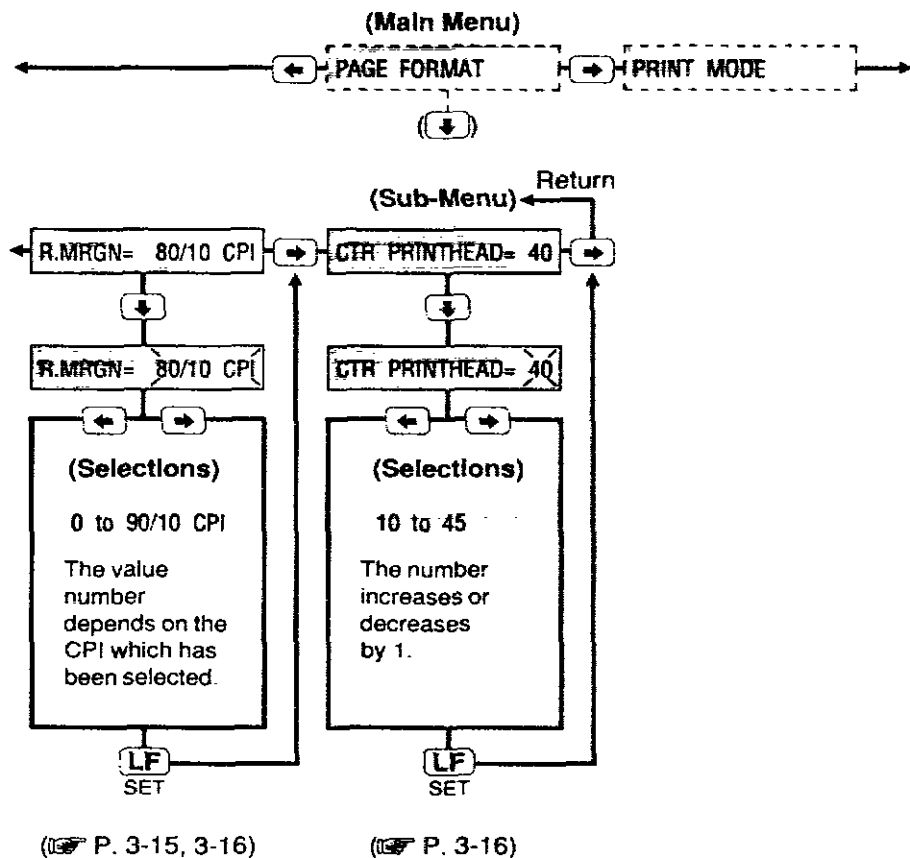 (Main Menu)
PAGE FORMAT
PRINT MODE
(Sub-Menu)
Return
R.MRGN= 80/10 CPI
CTR PRINTHEAD= 40
R.MRGN= 80/10 CPI
CTR PRINTHEAD= 40
(Selections)
0 to 90/10 CPI
The value
number
depends on the
CPI which has
been selected.
LF
SET
(☞ P. 3-15, 3-16)
(Selections)
10 to 45
The number
increases or
decreases
by 1.
LF
SET
(☞ P. 3-16)